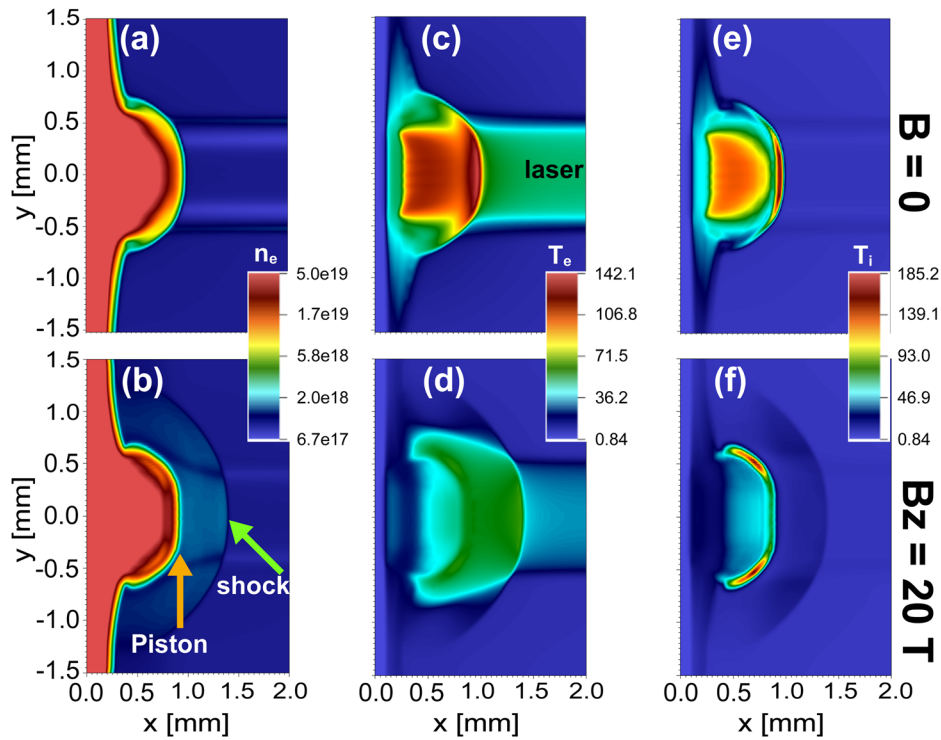 (a)
(c)
(e)
1.5
1.0
0.5
0.0
-0.5
-1.0
-1.5
y [mm]
laser
B = 0
n_e
5.0e19
1.7e19
5.8e18
2.0e18
6.7e17
T_e
142.1
106.8
71.5
36.2
0.84
T_i
185.2
139.1
93.0
46.9
0.84
(b)
(d)
(f)
1.5
1.0
0.5
0.0
-0.5
-1.0
-1.5
y [mm]
shock
Piston
Bz = 20 T
0.0 0.5 1.0 1.5 2.0
x [mm]
0.0 0.5 1.0 1.5 2.0
x [mm]
0.0 0.5 1.0 1.5 2.0
x [mm]